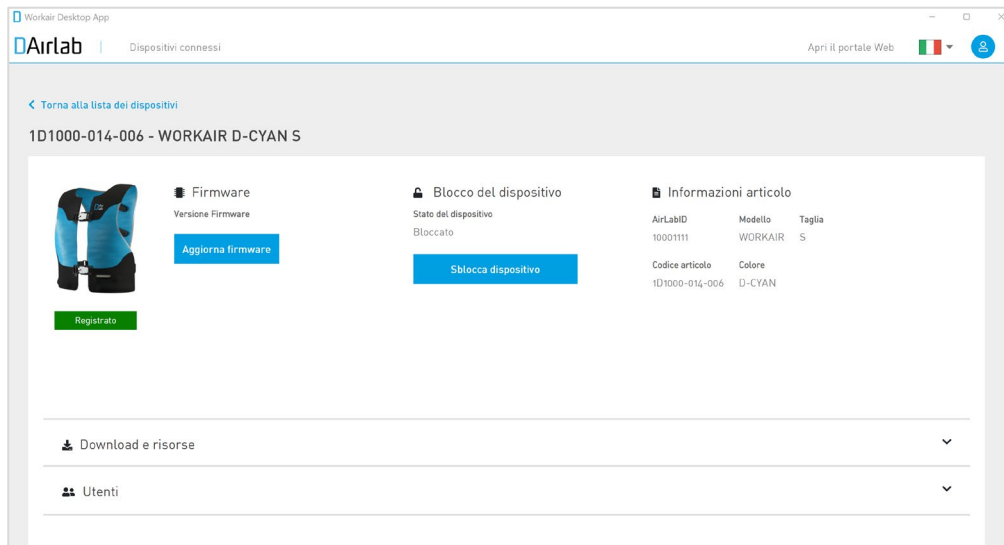 Workair Desktop App
DAirlab
Dispositivi connessi
Apri il portale Web
Torna alla lista dei dispositivi
1D1000-014-006 - WORKAIR D-CYAN S
Firmware
Versione Firmware
Aggiorna firmware
Registrato
Blocco del dispositivo
Stato del dispositivo
Bloccato
Sblocca dispositivo
Informazioni articolo
AirLabID Modello Taglia
10001111 WORKAIR S
Codice articolo Colore
1D1000-014-006 D-CYAN
Download e risorse
Utenti